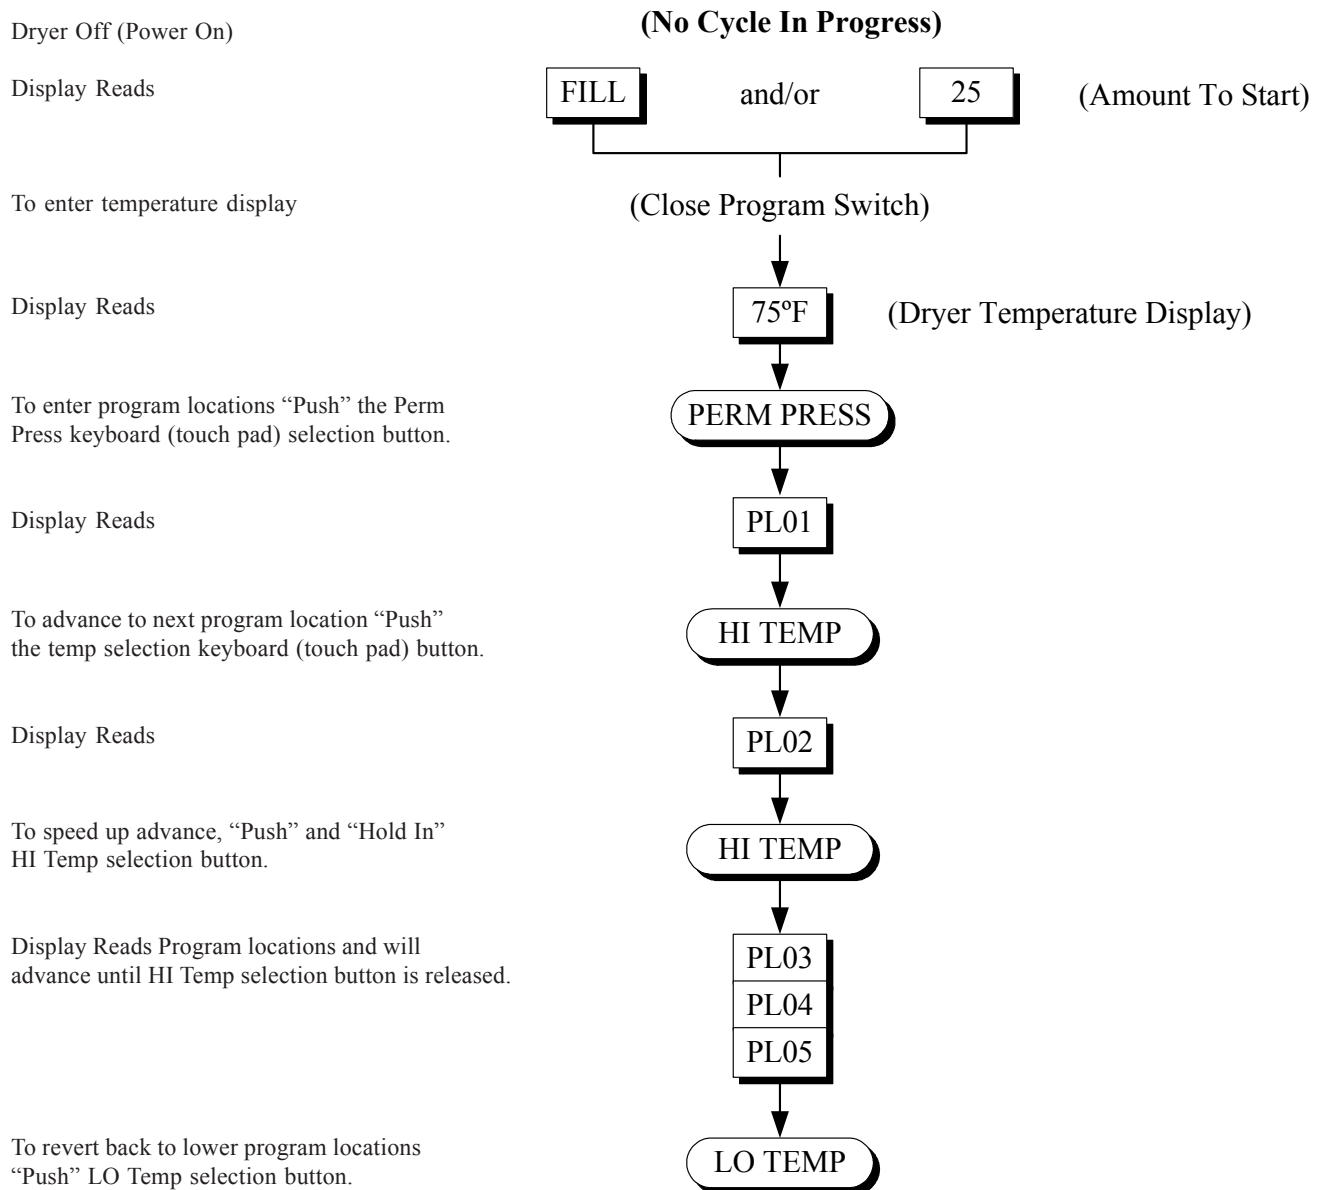 Dryer Off (Power On)
(No Cycle In Progress)
Display Reads
FILL and/or 25 (Amount To Start)
To enter temperature display
(Close Program Switch)
Display Reads
75ºF (Dryer Temperature Display)
To enter program locations “Push” the Perm
Press keyboard (touch pad) selection button.
PERM PRESS
Display Reads
PL01
To advance to next program location “Push”
the temp selection keyboard (touch pad) button.
HI TEMP
Display Reads
PL02
To speed up advance, “Push” and “Hold In”
HI Temp selection button.
HI TEMP
Display Reads Program locations and will
advance until HI Temp selection button is released.
PL03
PL04
PL05
To revert back to lower program locations
“Push” LO Temp selection button.
LO TEMP